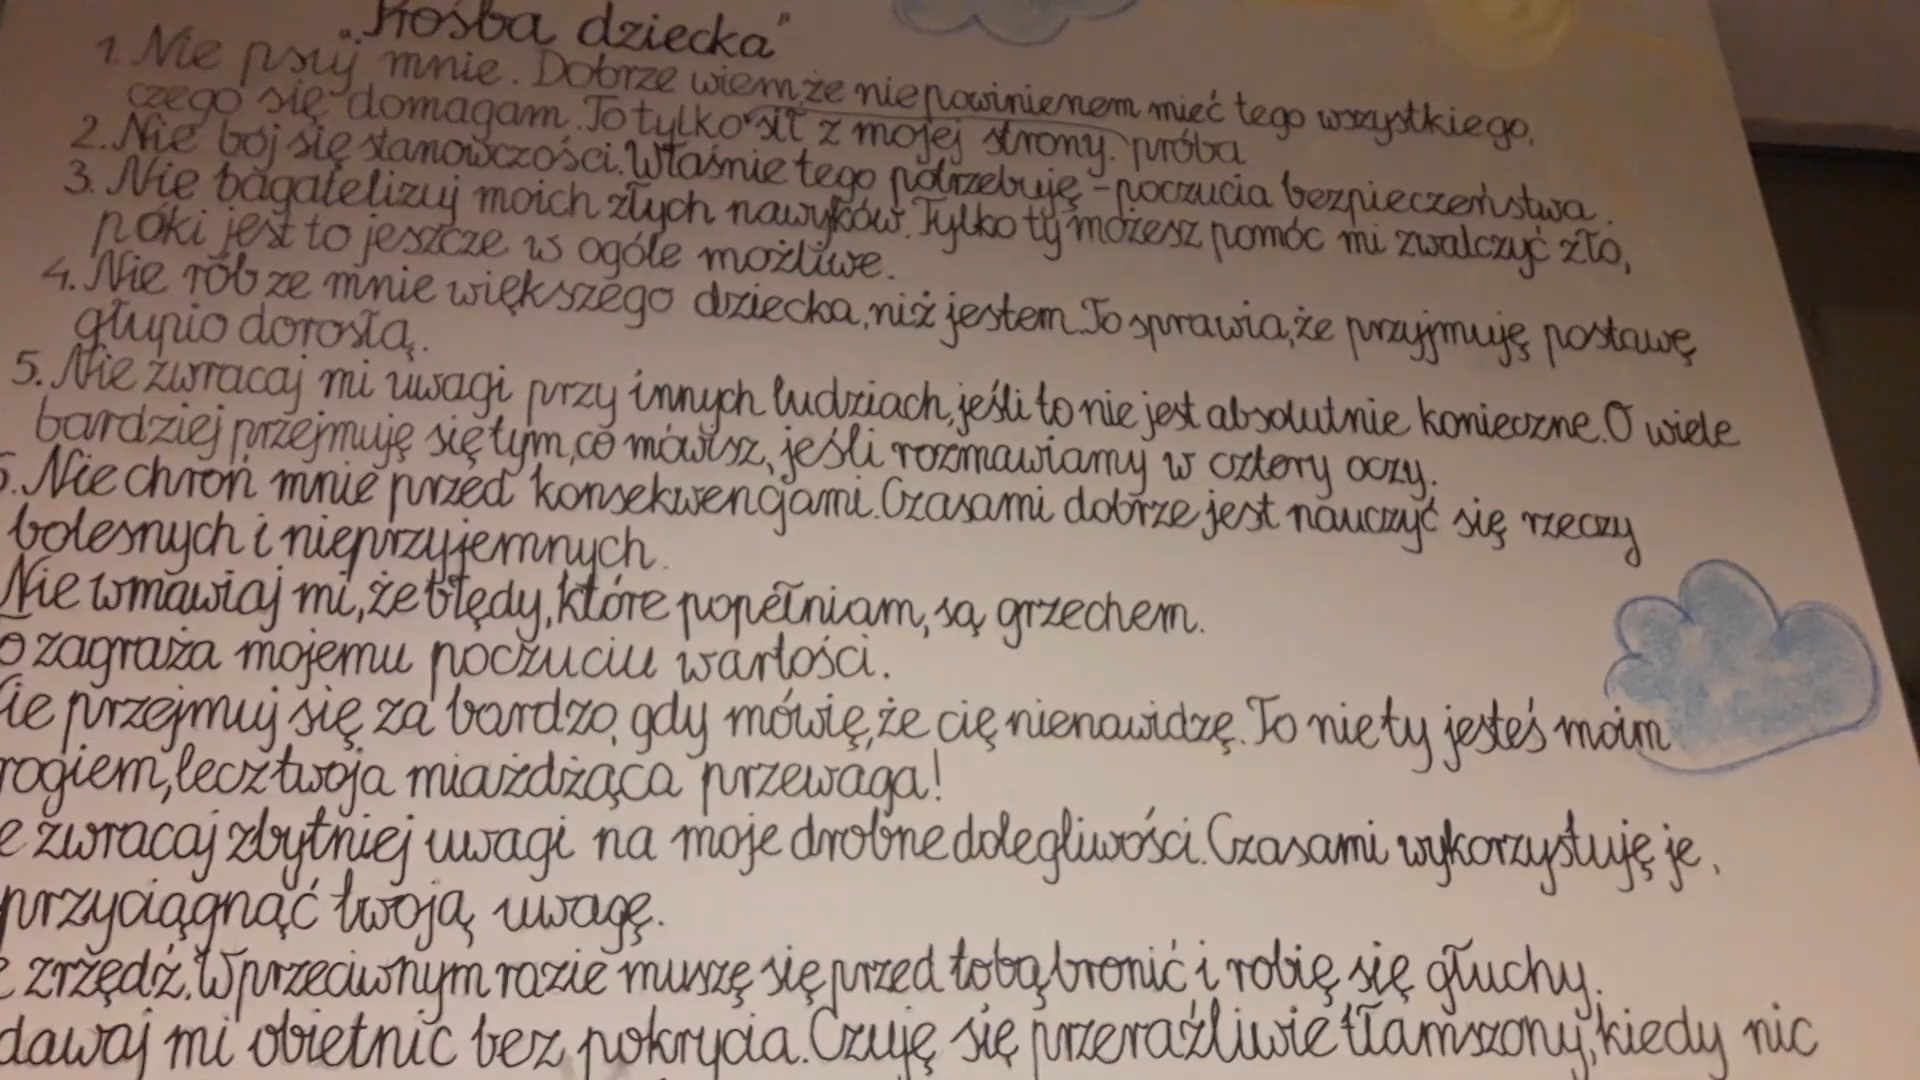 „Prośba dziecka"
1. Nie psuj mnie. Dobrze wiem, że nie powinienem mieć tego wszystkiego,
czego się domagam. To tylko sił z mojej strony. próba
2. Nie bój się stanowczości. Właśnie tego potrzebuję - poczucia bezpieczeństwa.
3. Nie bagatelizuj moich złych nawyków. Tylko ty możesz pomóc mi zwalczyć zło,
póki jest to jeszcze w ogóle możliwe.
4. Nie rób ze mnie większego dziecka, niż jestem. To sprawia, że przyjmuję postawę
głupio dorosłą.
5. Nie zwracaj mi uwagi przy innych ludziach, jeśli to nie jest absolutnie konieczne. O wiele
bardziej przejmuję się tym, co mówisz, jeśli rozmawiamy w cztery oczy.
. Nie chroń mnie przed konsekwencjami. Czasami dobrze jest nauczyć się rzeczy
bolesnych i nieprzyjemnych.
Nie wmawiaj mi, że błędy, które popełniam, są grzechem.
o zagraża mojemu poczuciu wartości.
ie przejmuj się za bardzo, gdy mówię, że cię nienawidzę. To nie ty jesteś moim
rogiem, lecz twoja miażdżąca przewaga!
e zwracaj zbytniej uwagi na moje drobne dolegliwości. Czasami wykorzystuję je,
przyciągnąć twoją uwagę.
e zrzędź. W przeciwnym razie muszę się przed tobą bronić i robię się głuchy.
dawaj mi obietnic bez pokrycia. Czuję się przeraźliwie tłamszony, kiedy nic